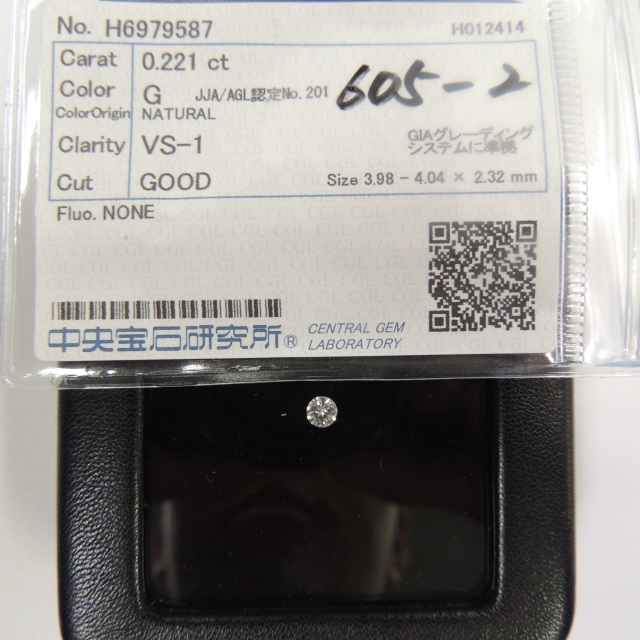 No. H6979587 H012414
Carat 0.221 ct
Color G JJA/AGL認定No.201 605-2
ColorOrigin NATURAL
Clarity VS-1 GIAグレーディング
システムに準拠
Cut GOOD Size 3.98 - 4.04 × 2.32 mm
Fluo. NONE
中央宝石研究所® CENTRAL GEM
LABORATORY